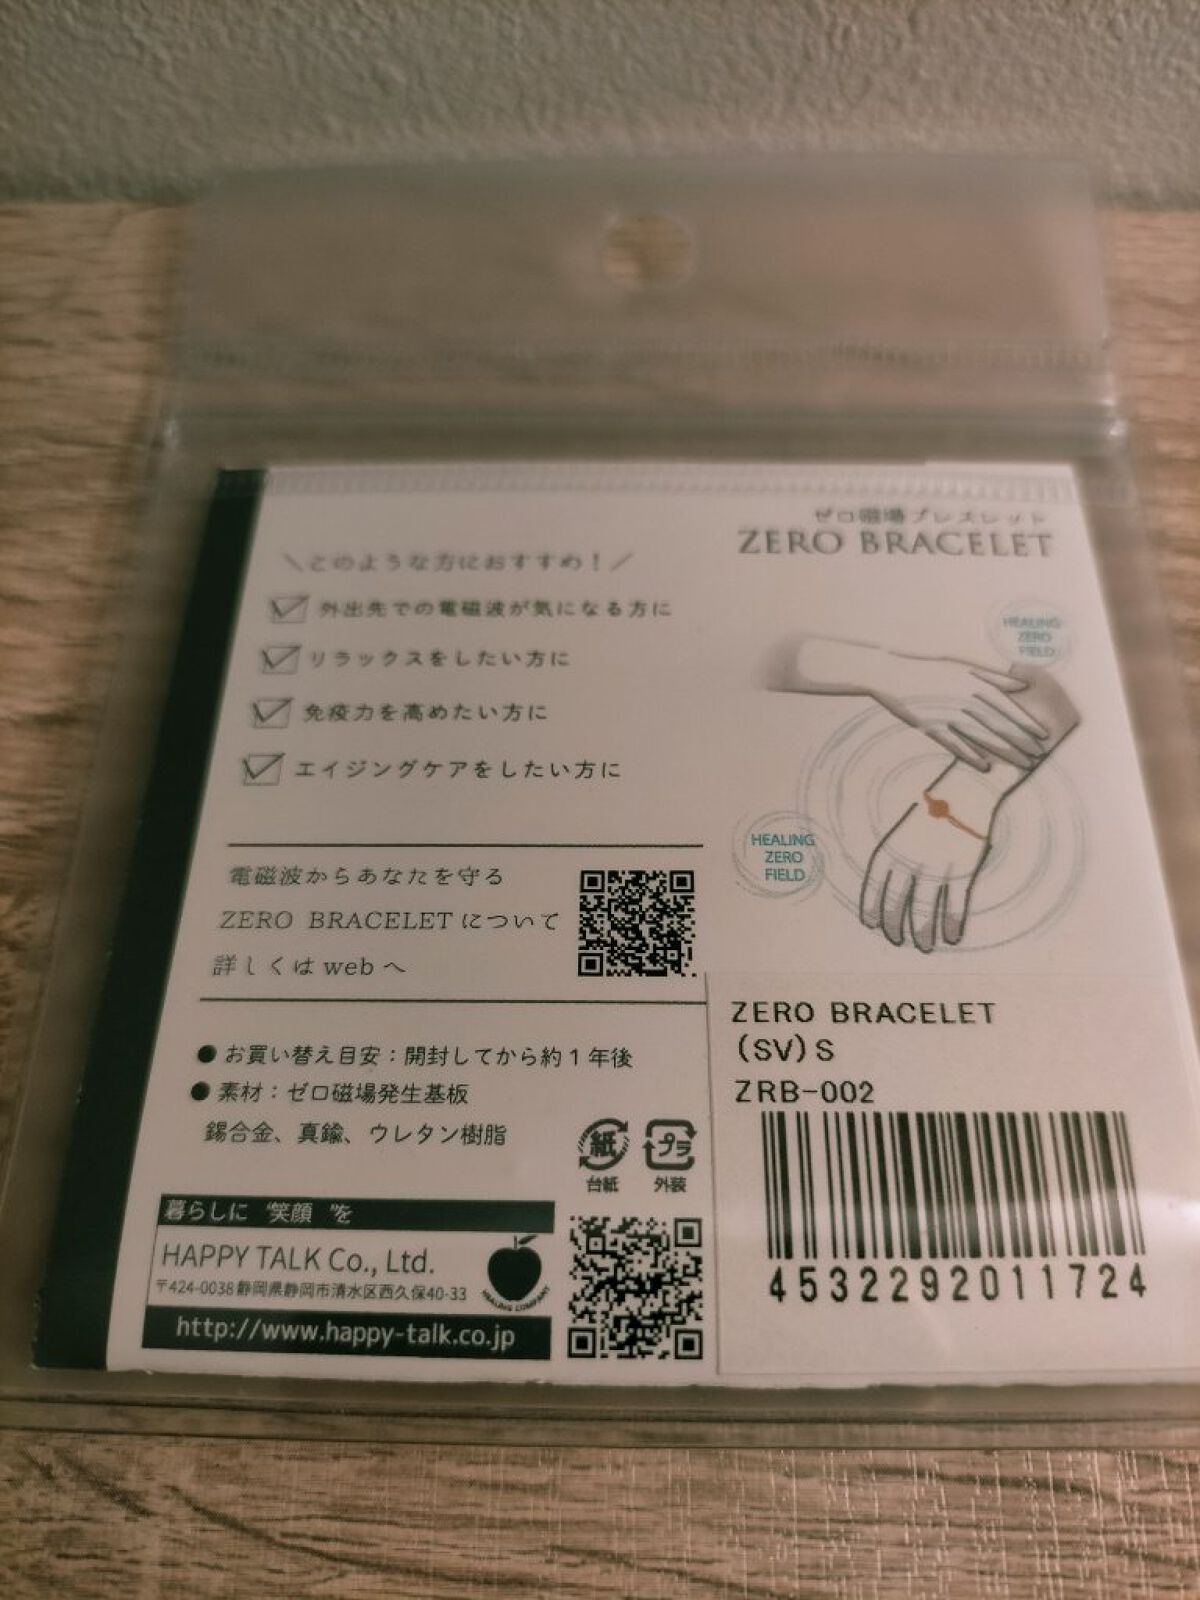 ゼロ磁場ブレスレット
ZERO BRACELET
＼このような方におすすめ！／
外出先での電磁波が気になる方に
リラックスをしたい方に
免疫力を高めたい方に
エイジングケアをしたい方に
HEALING
ZERO
FIELD
HEALING
ZERO
FIELD
電磁波からあなたを守る
ZERO BRACELETについて
詳しくはwebへ
●お買い替え目安：開封してから約1年後
●素材：ゼロ磁場発生基板
錫合金、真鍮、ウレタン樹脂
紙
台紙
プラ
外装
暮らしに“笑顔”を
HAPPY TALK Co., Ltd.
〒424-0038静岡県静岡市清水区西久保40-33
HEALING COMPANY
http://www.happy-talk.co.jp
ZERO BRACELET
(SV)S
ZRB-002
4532292011724